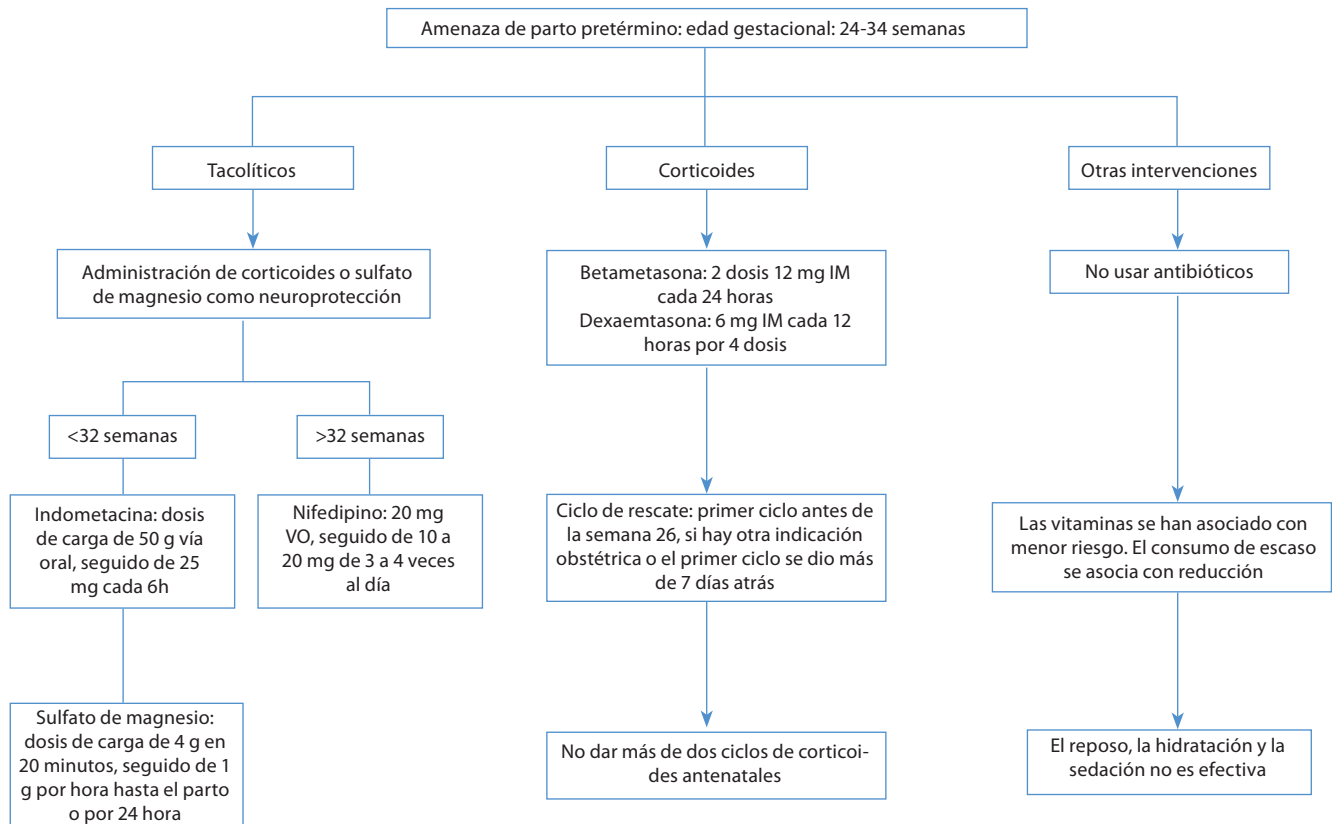 Amenaza de parto pretérmino: edad gestacional: 24-34 semanas
Tacolíticos
Corticoides
Otras intervenciones
Administración de corticoides o sulfato
de magnesio como neuroprotección
Betametasona: 2 dosis 12 mg IM
cada 24 horas
Dexaemtasona: 6 mg IM cada 12
horas por 4 dosis
No usar antibióticos
<32 semanas
>32 semanas
Indometacina: dosis
de carga de 50 g vía
oral, seguido de 25
mg cada 6h
Nifedipino: 20 mg
VO, seguido de 10 a
20 mg de 3 a 4 veces
al día
Ciclo de rescate: primer ciclo antes de
la semana 26, si hay otra indicación
obstétrica o el primer ciclo se dio más
de 7 días atrás
Las vitaminas se han asociado con
menor riesgo. El consumo de escaso
se asocia con reducción
Sulfato de magnesio:
dosis de carga de 4 g en
20 minutos, seguido de 1
g por hora hasta el parto
o por 24 hora
No dar más de dos ciclos de corticoi-
des antenatales
El reposo, la hidratación y la
sedación no es efectiva